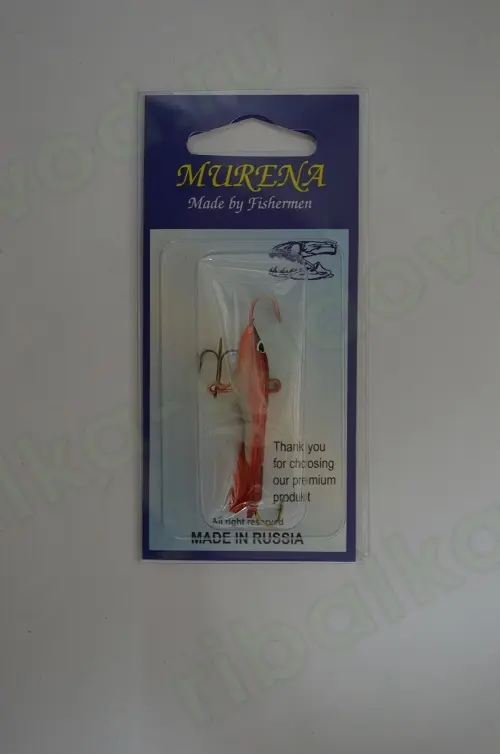 MURENA
Made by Fishermen
Thank you
for choosing
our premium
produkt
All right reserved
MADE IN RUSSIA